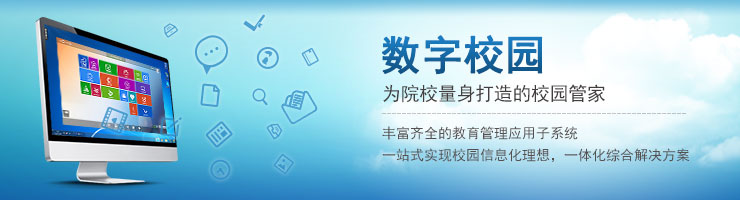 数字校园
为院校量身打造的校园管家
丰富齐全的教育管理应用子系统
一站式实现校园信息化理想，一体化综合解决方案